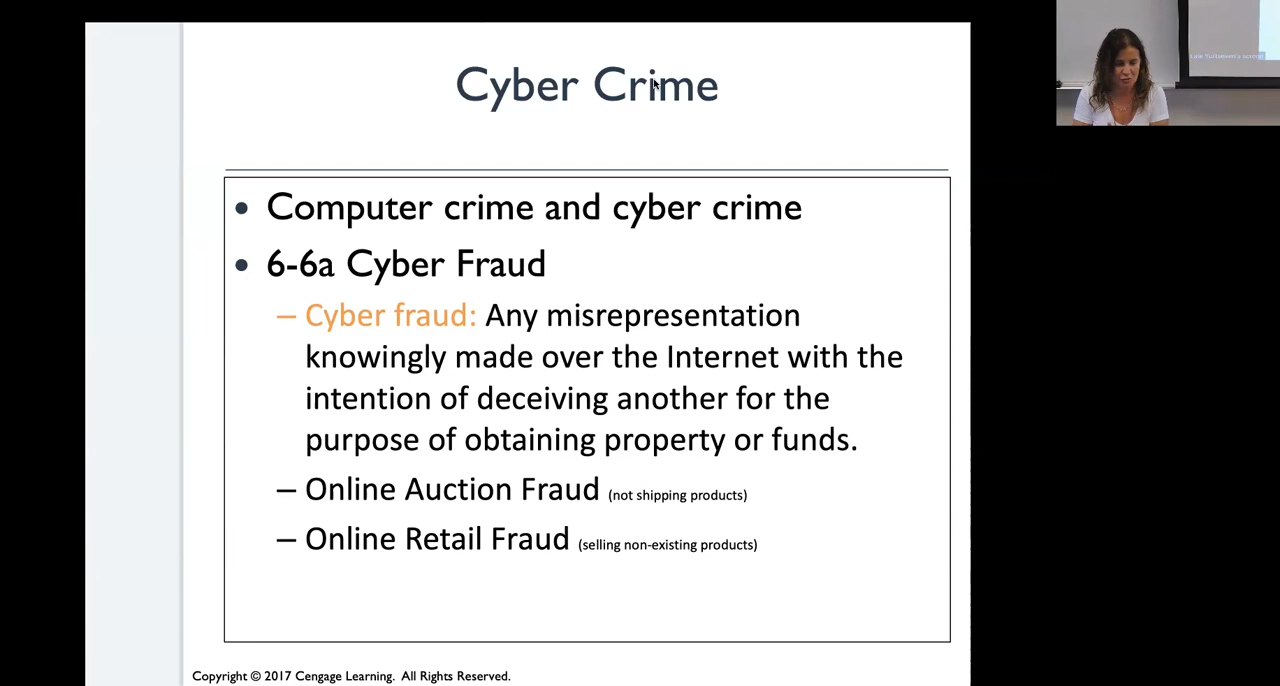 Cyber Crime
• Computer crime and cyber crime
• 6-6a Cyber Fraud
– Cyber fraud: Any misrepresentation
knowingly made over the Internet with the
intention of deceiving another for the
purpose of obtaining property or funds.
– Online Auction Fraud (not shipping products)
– Online Retail Fraud (selling non-existing products)
Copyright © 2017 Cengage Learning. All Rights Reserved.